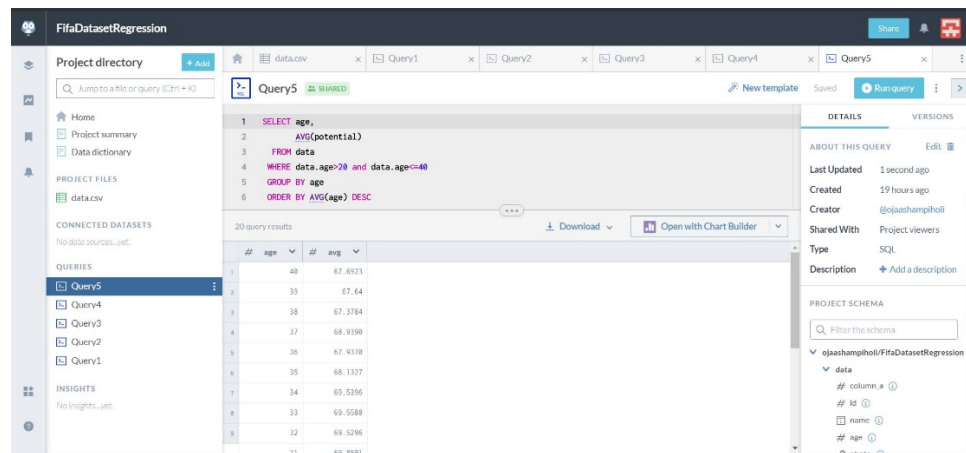 FifaDatasetRegression
Share
Project directory
+ Add
Jump to a file or query (Ctrl + K)
Home
Project summary
Data dictionary
PROJECT FILES
data.csv
CONNECTED DATASETS
No data sources...yet.
QUERIES
Query5
Query4
Query3
Query2
Query1
INSIGHTS
No insights...yet.
data.csv × Query1 × Query2 × Query3 × Query4 × Query5 ×
SQL Query5 SHARED
New template Saved Run query
1 SELECT age,
2 AVG(potential)
3 FROM data
4 WHERE data.age>20 and data.age<=40
5 GROUP BY age
6 ORDER BY AVG(age) DESC
20 query results
Download
Open with Chart Builder
# age # avg
1 40 67.6923
2 39 67.64
3 38 67.3784
4 37 68.9390
5 36 67.9370
6 35 68.1327
7 34 69.5396
8 33 69.5588
9 32 69.5296
DETAILS VERSIONS
ABOUT THIS QUERY Edit
Last Updated 1 second ago
Created 19 hours ago
Creator @ojaashampiholi
Shared With Project viewers
Type SQL
Description + Add a description
PROJECT SCHEMA
Filter the schema
ojaashampiholi/FifaDatasetRegression
data
# column_a
# id
name
# age